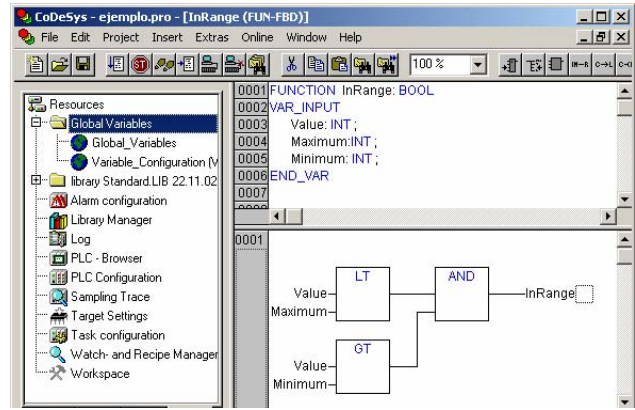 CoDeSys - ejemplo.pro - [InRange (FUN-FBD)]
File Edit Project Insert Extras Online Window Help
100 %
Resources
Global Variables
Global_Variables
Variable_Configuration (V
library Standard.LIB 22.11.02
Alarm configuration
Library Manager
Log
PLC - Browser
PLC Configuration
Sampling Trace
Target Settings
Task configuration
Watch- and Recipe Manager
Workspace
0001 FUNCTION InRange: BOOL
0002 VAR_INPUT
0003 Value: INT ;
0004 Maximum:INT ;
0005 Minimum: INT ;
0006 END_VAR
0007
0001
LT AND
Value InRange
Maximum
GT
Value
Minimum